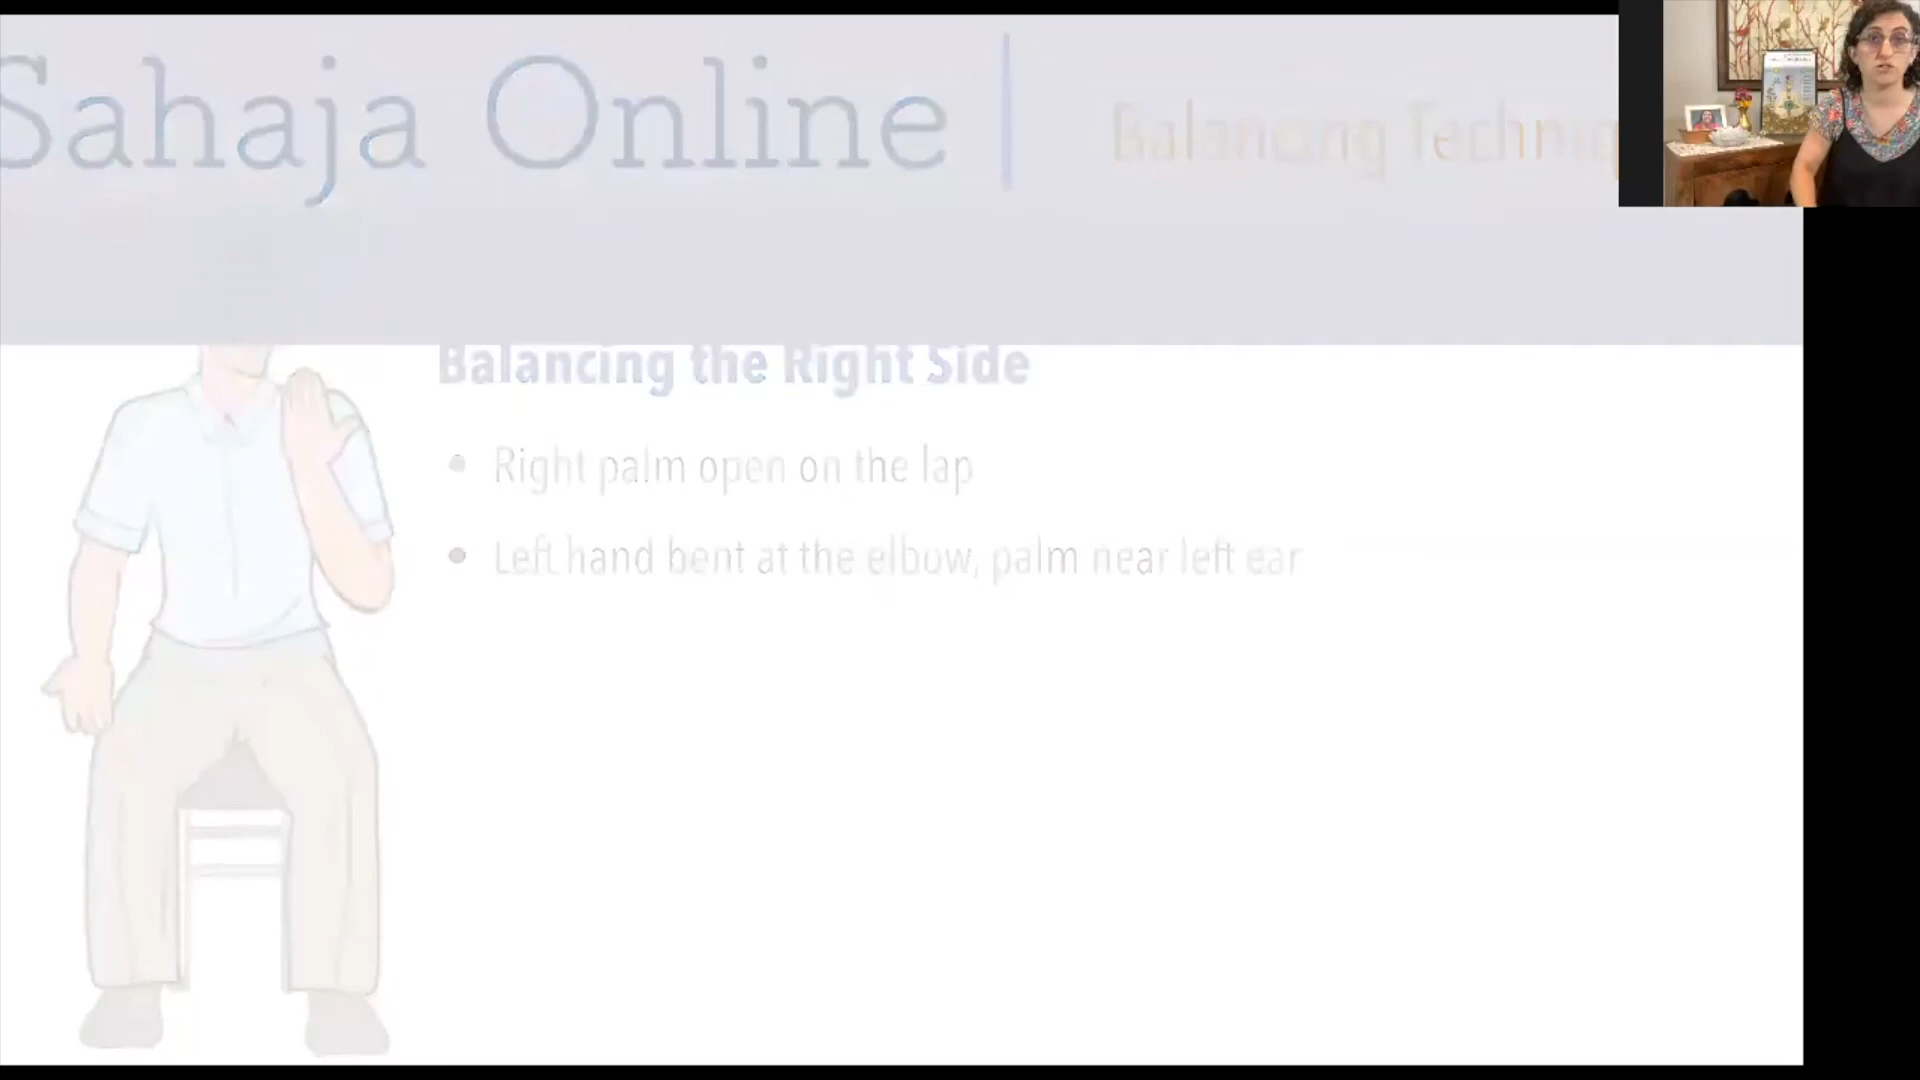 Sahaja Online | Balancing Techniq
Balancing the Right Side
• Right palm open on the lap
• Left hand bent at the elbow, palm near left ear